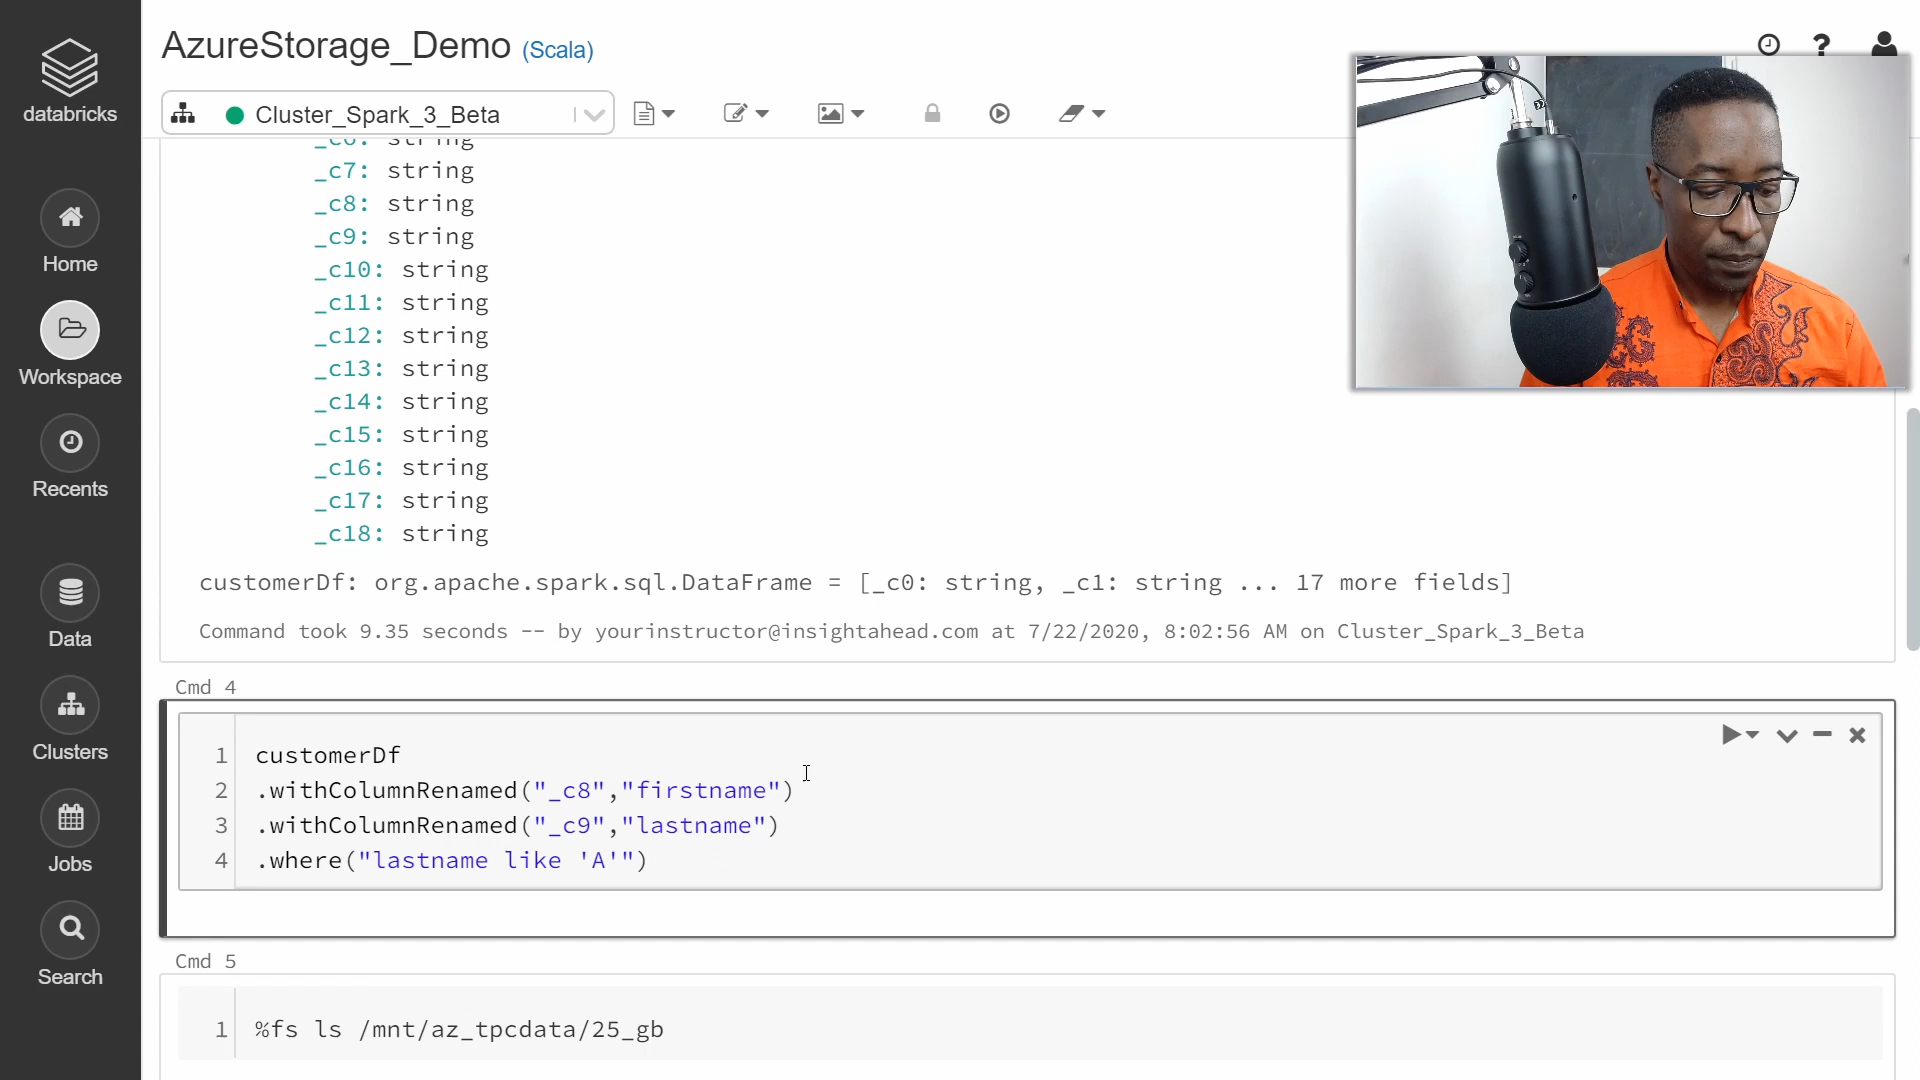 AzureStorage_Demo (Scala)
databricks
Cluster_Spark_3_Beta
Home
Workspace
Recents
Data
Clusters
Jobs
Search
_c6: string
_c7: string
_c8: string
_c9: string
_c10: string
_c11: string
_c12: string
_c13: string
_c14: string
_c15: string
_c16: string
_c17: string
_c18: string
customerDf: org.apache.spark.sql.DataFrame = [_c0: string, _c1: string ... 17 more fields]
Command took 9.35 seconds -- by yourinstructor@insightahead.com at 7/22/2020, 8:02:56 AM on Cluster_Spark_3_Beta
Cmd 4
1 customerDf
2 .withColumnRenamed("_c8","firstname")
3 .withColumnRenamed("_c9","lastname")
4 .where("lastname like 'A'")
Cmd 5
1 %fs ls /mnt/az_tpcdata/25_gb